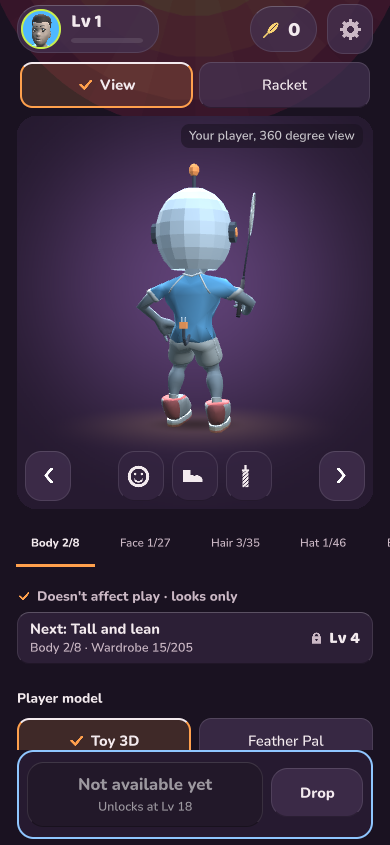 Lv 1
0
View
Racket
Your player, 360 degree view
Body 2/8
Face 1/27
Hair 3/35
Hat 1/46
Doesn't affect play · looks only
Next: Tall and lean
Body 2/8 · Wardrobe 15/205
Lv 4
Player model
Toy 3D
Feather Pal
Not available yet
Unlocks at Lv 18
Drop